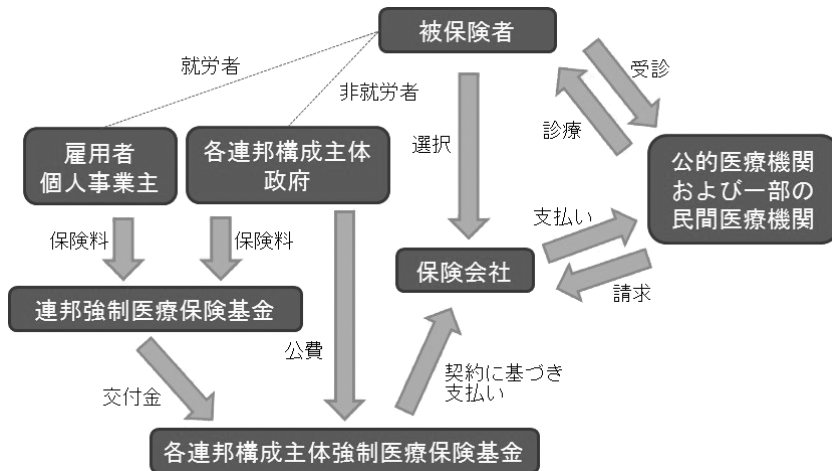 被保険者
就労者
非就労者
受診
診療
選択
雇用者
個人事業主
各連邦構成主体
政府
公的医療機関
および一部の
民間医療機関
保険料
保険料
支払い
請求
保険会社
連邦強制医療保険基金
公費
交付金
契約に基づき
支払い
各連邦構成主体強制医療保険基金